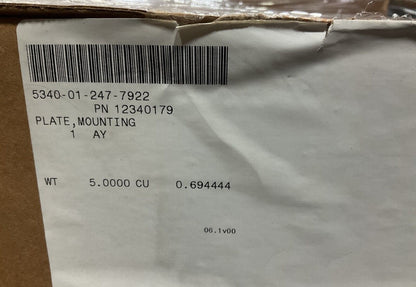 5340-01-247-7922
PN 12340179
PLATE,MOUNTING
1 AY
WT 5.0000 CU 0.694444
06.1v00